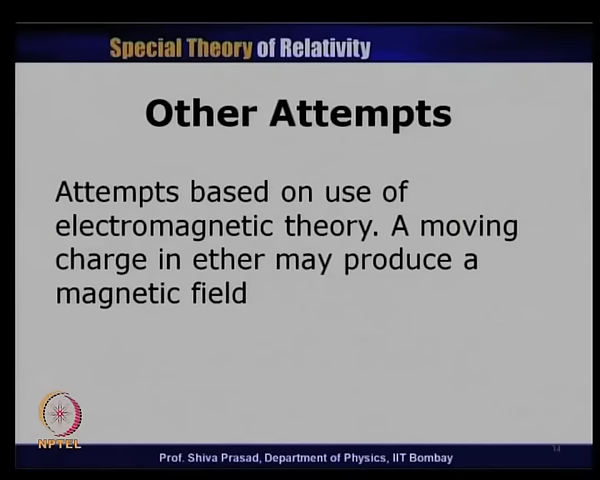 Special Theory of Relativity
Other Attempts
Attempts based on use of
electromagnetic theory. A moving
charge in ether may produce a
magnetic field
NPTEL
14
Prof. Shiva Prasad, Department of Physics, IIT Bombay